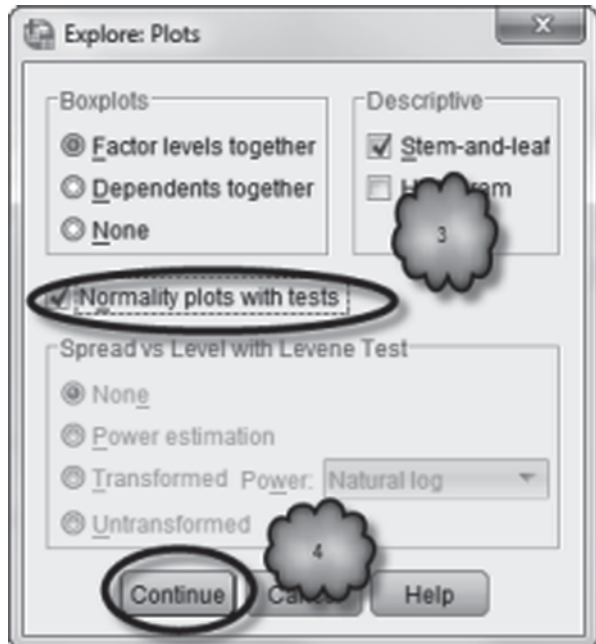 Explore: Plots
Boxplots
Factor levels together
Dependents together
None
Descriptive
Stem-and-leaf
3
Normality plots with tests
Spread vs Level with Levene Test
None
Power estimation
Transformed Power: Natural log
Untransformed
4
Continue
Help